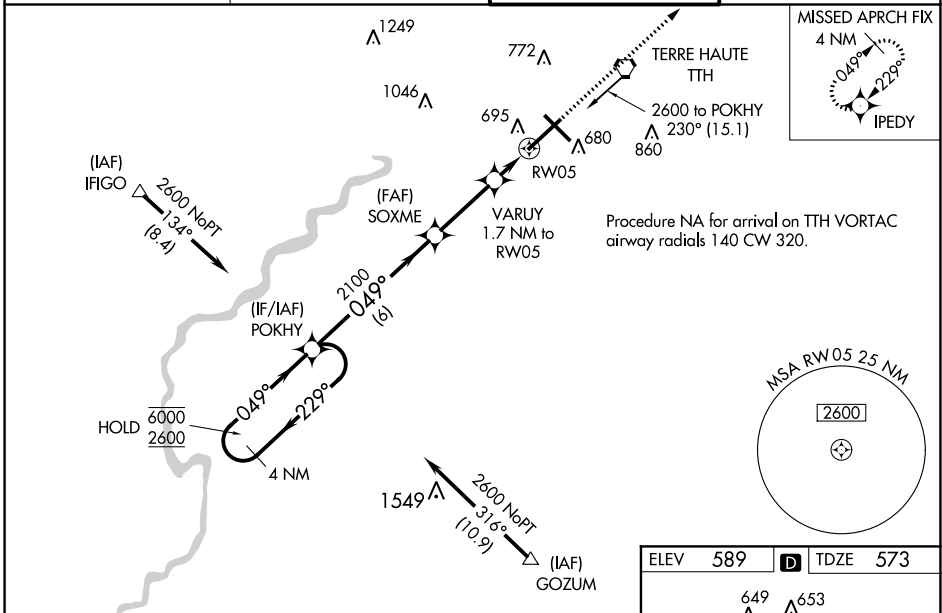 1249
772
TERRE HAUTE
TTH
MISSED APRCH FIX
4 NM
049°
229°
IPEDY
1046
695
2600 to POKHY
230° (15.1)
680
860
RW05
(IAF)
IFIGO
2600 NoPT
134°
(8.4)
(FAF)
SOXME
VARUY
1.7 NM to
RW05
Procedure NA for arrival on TTH VORTAC
airway radials 140 CW 320.
2100
049°
(6)
(IF/IAF)
POKHY
049°
229°
HOLD
6000
2600
4 NM
MSA RW05 25 NM
2600
1549
2600 NoPT
316°
(10.9)
(IAF)
GOZUM
ELEV 589 D TDZE 573
649
653